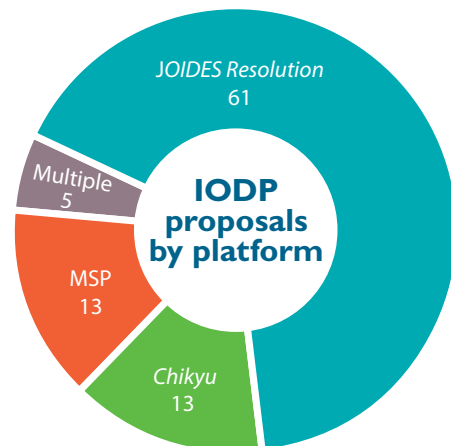 JOIDES Resolution
61
Multiple
5
IODP
proposals
by platform
MSP
13
Chikyu
13